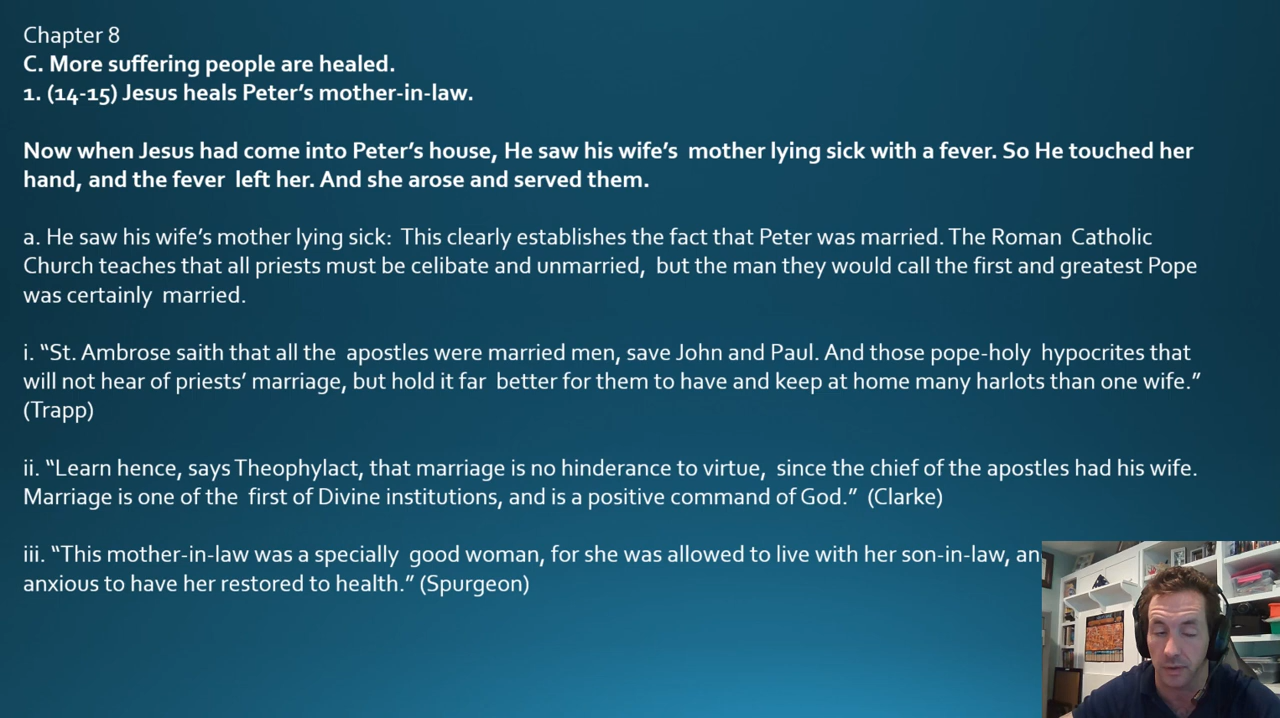 Chapter 8
C. More suffering people are healed.
1. (14-15) Jesus heals Peter’s mother-in-law.
Now when Jesus had come into Peter’s house, He saw his wife’s mother lying sick with a fever. So He touched her
hand, and the fever left her. And she arose and served them.
a. He saw his wife’s mother lying sick: This clearly establishes the fact that Peter was married. The Roman Catholic
Church teaches that all priests must be celibate and unmarried, but the man they would call the first and greatest Pope
was certainly married.
i. “St. Ambrose saith that all the apostles were married men, save John and Paul. And those pope-holy hypocrites that
will not hear of priests’ marriage, but hold it far better for them to have and keep at home many harlots than one wife.”
(Trapp)
ii. “Learn hence, says Theophylact, that marriage is no hinderance to virtue, since the chief of the apostles had his wife.
Marriage is one of the first of Divine institutions, and is a positive command of God.” (Clarke)
iii. “This mother-in-law was a specially good woman, for she was allowed to live with her son-in-law,
anxious to have her restored to health.” (Spurgeon)